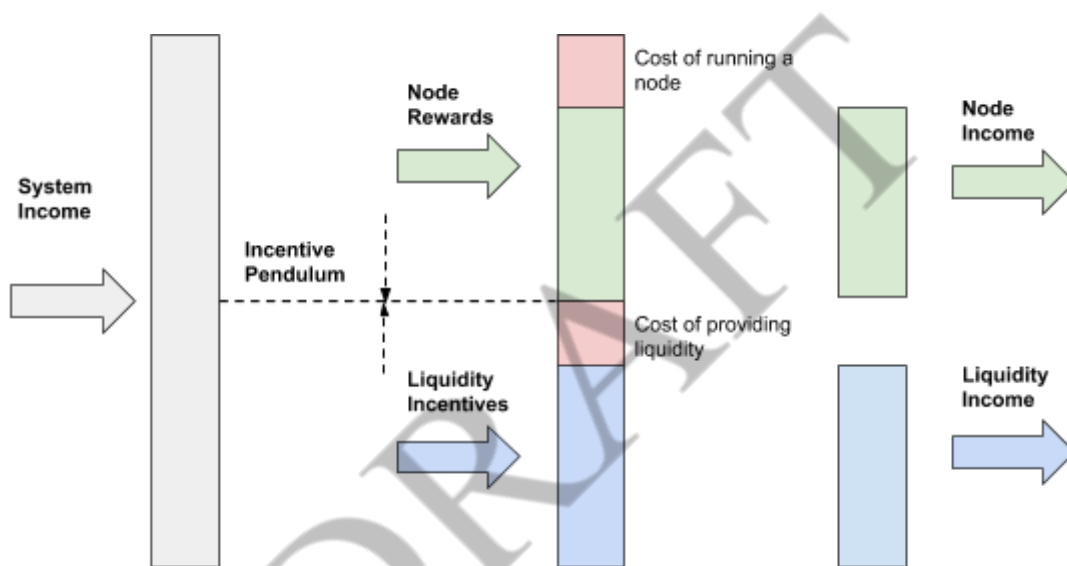 System
Income
Incentive
Pendulum
Node
Rewards
Liquidity
Incentives
Cost of running a
node
Cost of providing
liquidity
Node
Income
Liquidity
Income
DRAFT